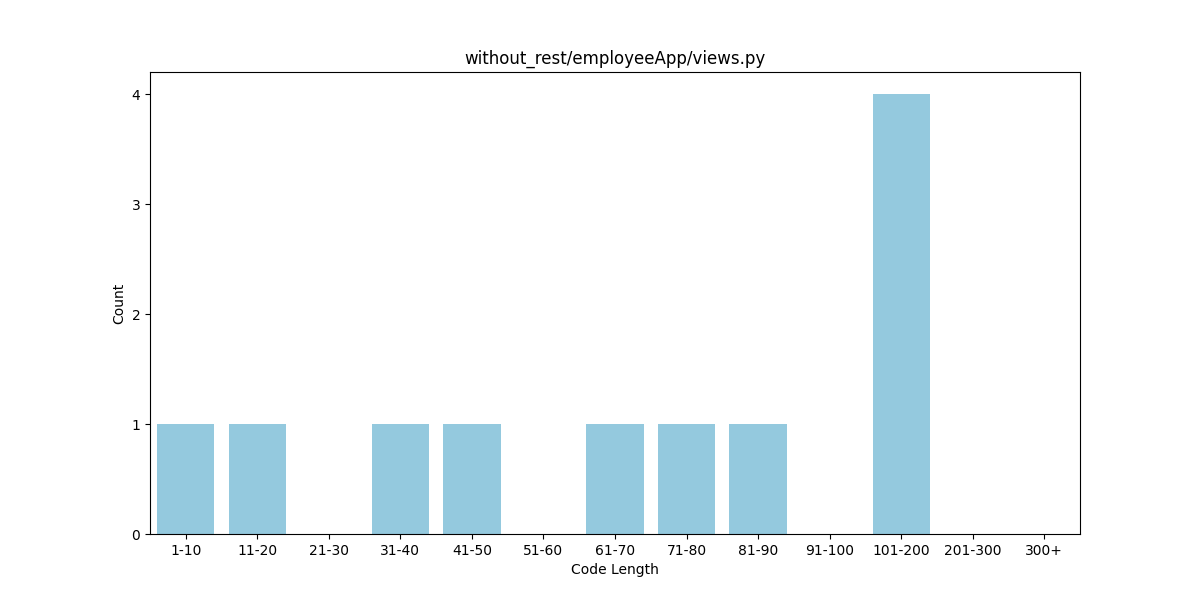 without_rest/employeeApp/views.py
4
3
2
1
0
Count
1-10 11-20 21-30 31-40 41-50 51-60 61-70 71-80 81-90 91-100 101-200 201-300 300+
Code Length